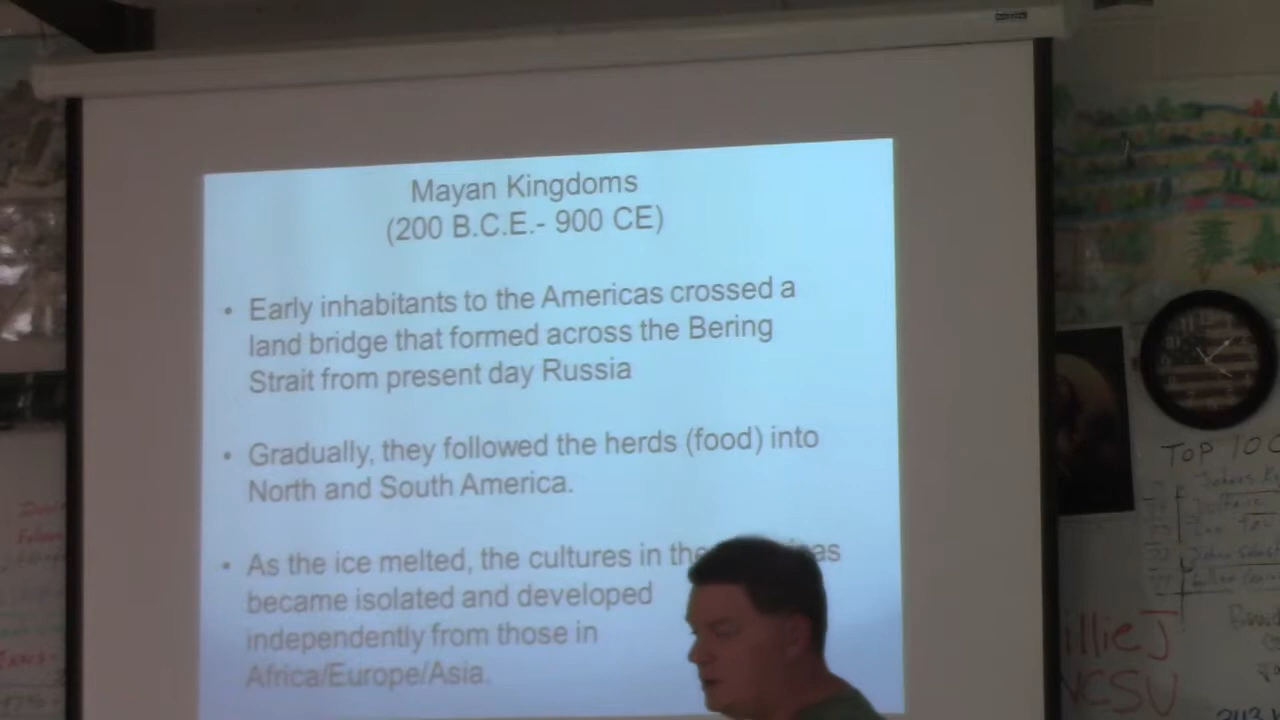 Mayan Kingdoms
(200 B.C.E.- 900 CE)
• Early inhabitants to the Americas crossed a
land bridge that formed across the Bering
Strait from present day Russia
• Gradually, they followed the herds (food) into
North and South America.
• As the ice melted, the cultures in the
became isolated and developed
independently from those in
Africa/Europe/Asia.
TOP 100
illie J
NCSU